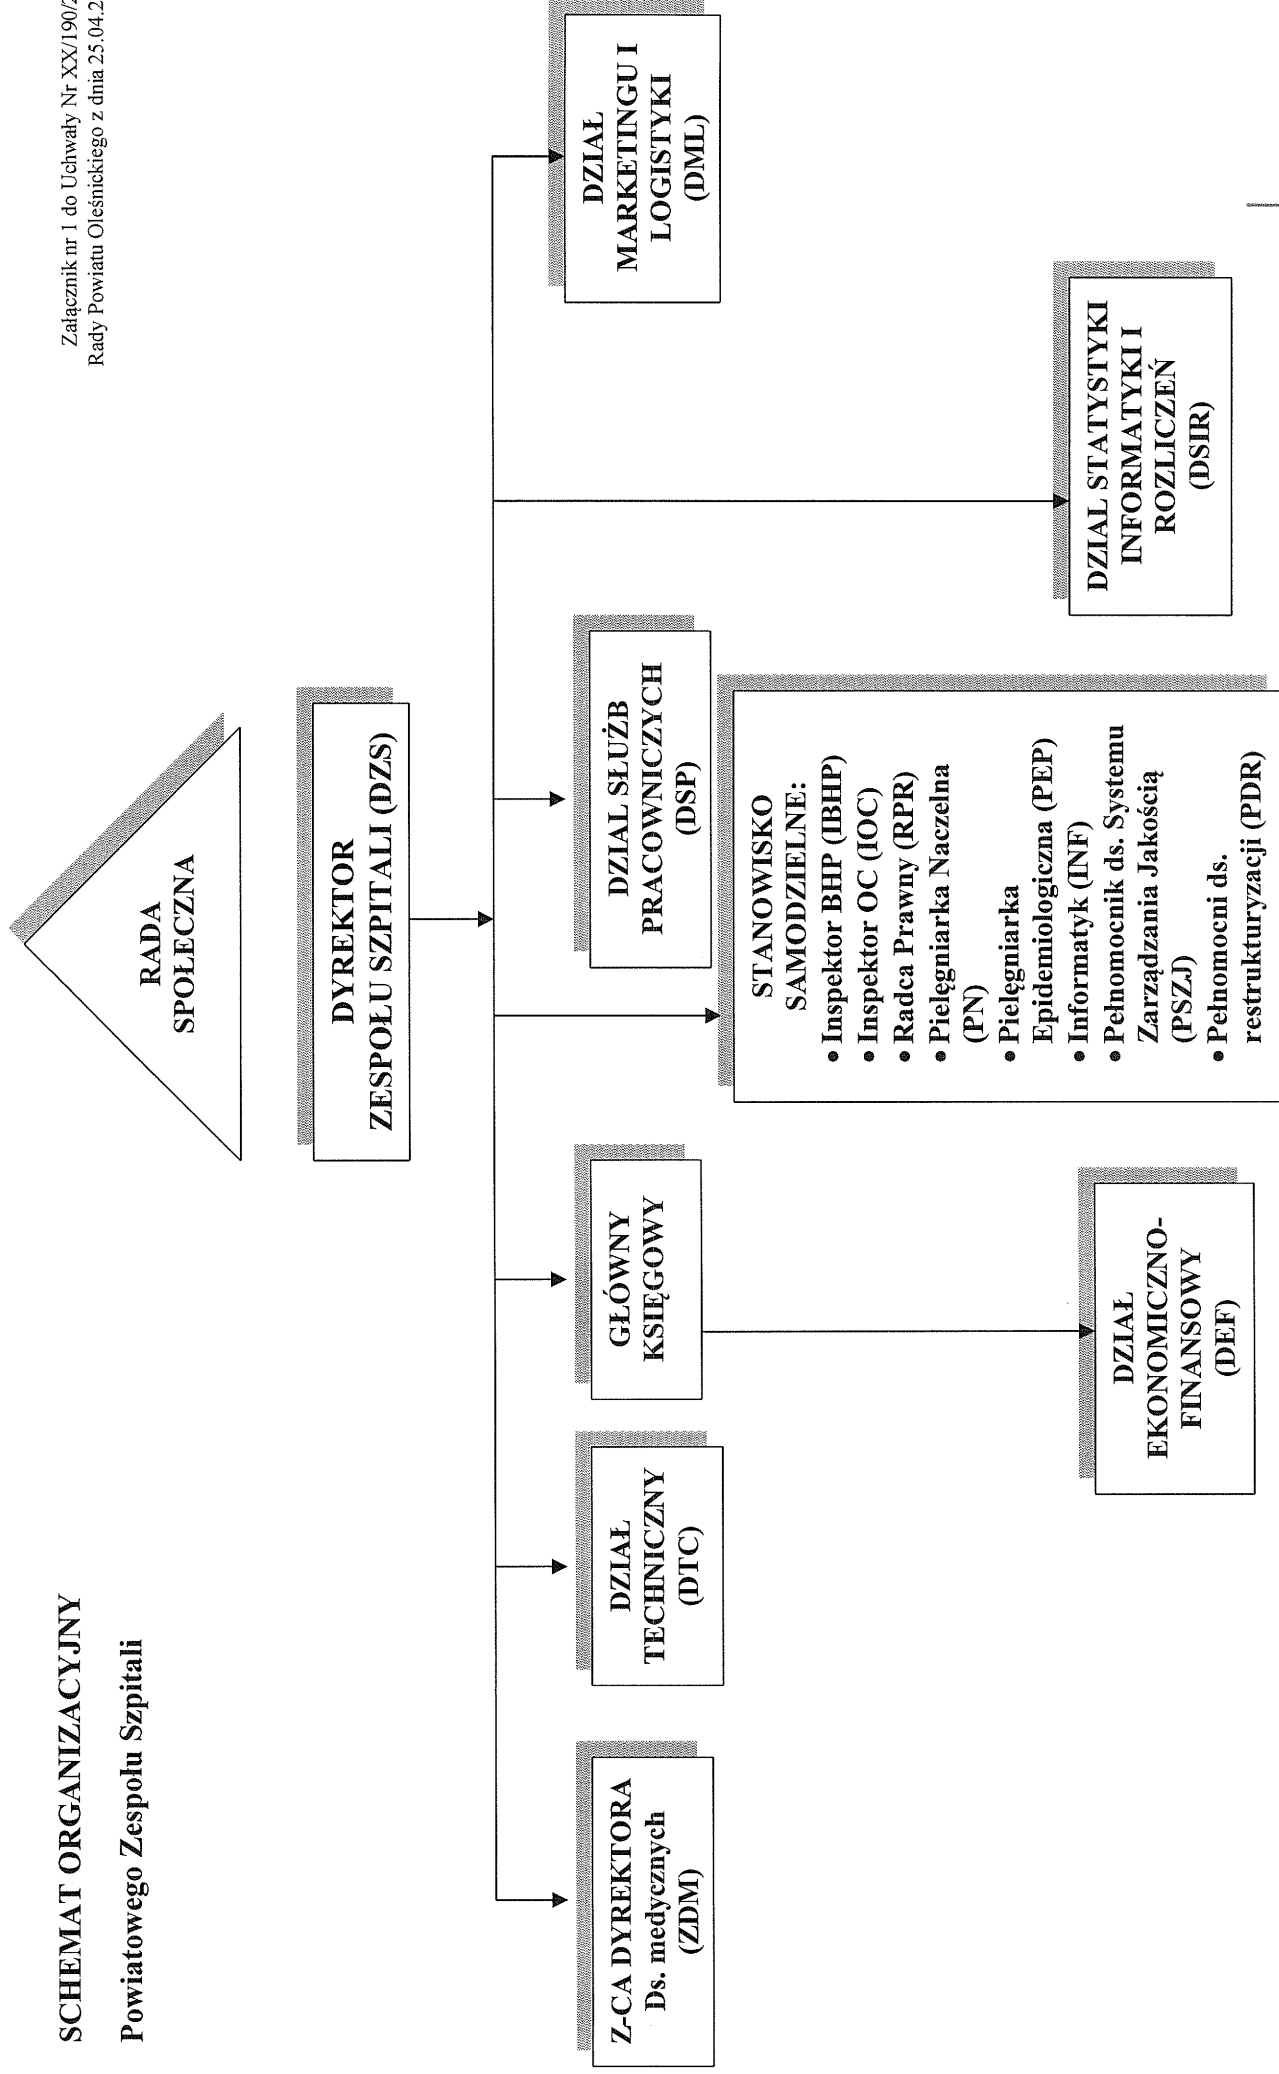 Załącznik nr 1 do Uchwały Nr XX/190/2
Rady Powiatu Oleśnickiego z dnia 25.04.2
SCHEMAT ORGANIZACYJNY
Powiatowego Zespołu Szpitali
RADA
SPOŁECZNA
DYREKTOR
ZESPOŁU SZPITALI (DZS)
Z-CA DYREKTORA
Ds. medycznych
(ZDM)
DZIAŁ
TECHNICZNY
(DTC)
GŁÓWNY
KSIĘGOWY
DZIAŁ SŁUŻB
PRACOWNICZYCH
(DSP)
DZIAŁ
MARKETINGU I
LOGISTYKI
(DML)
STANOWISKO
SAMODZIELNE:
• Inspektor BHP (IBHP)
• Inspektor OC (IOC)
• Radca Prawny (RPR)
• Pielęgniarka Naczelna
(PN)
• Pielęgniarka
Epidemiologiczna (PEP)
• Informatyk (INF)
• Pełnomocnik ds. Systemu
Zarządzania Jakością
(PSZJ)
• Pełnomocni ds.
restrukturyzacji (PDR)
DZIAŁ
EKONOMICZNO-
FINANSOWY
(DEF)
DZIAŁ STATYSTYKI
INFORMATYKI I
ROZLICZEŃ
(DSIR)